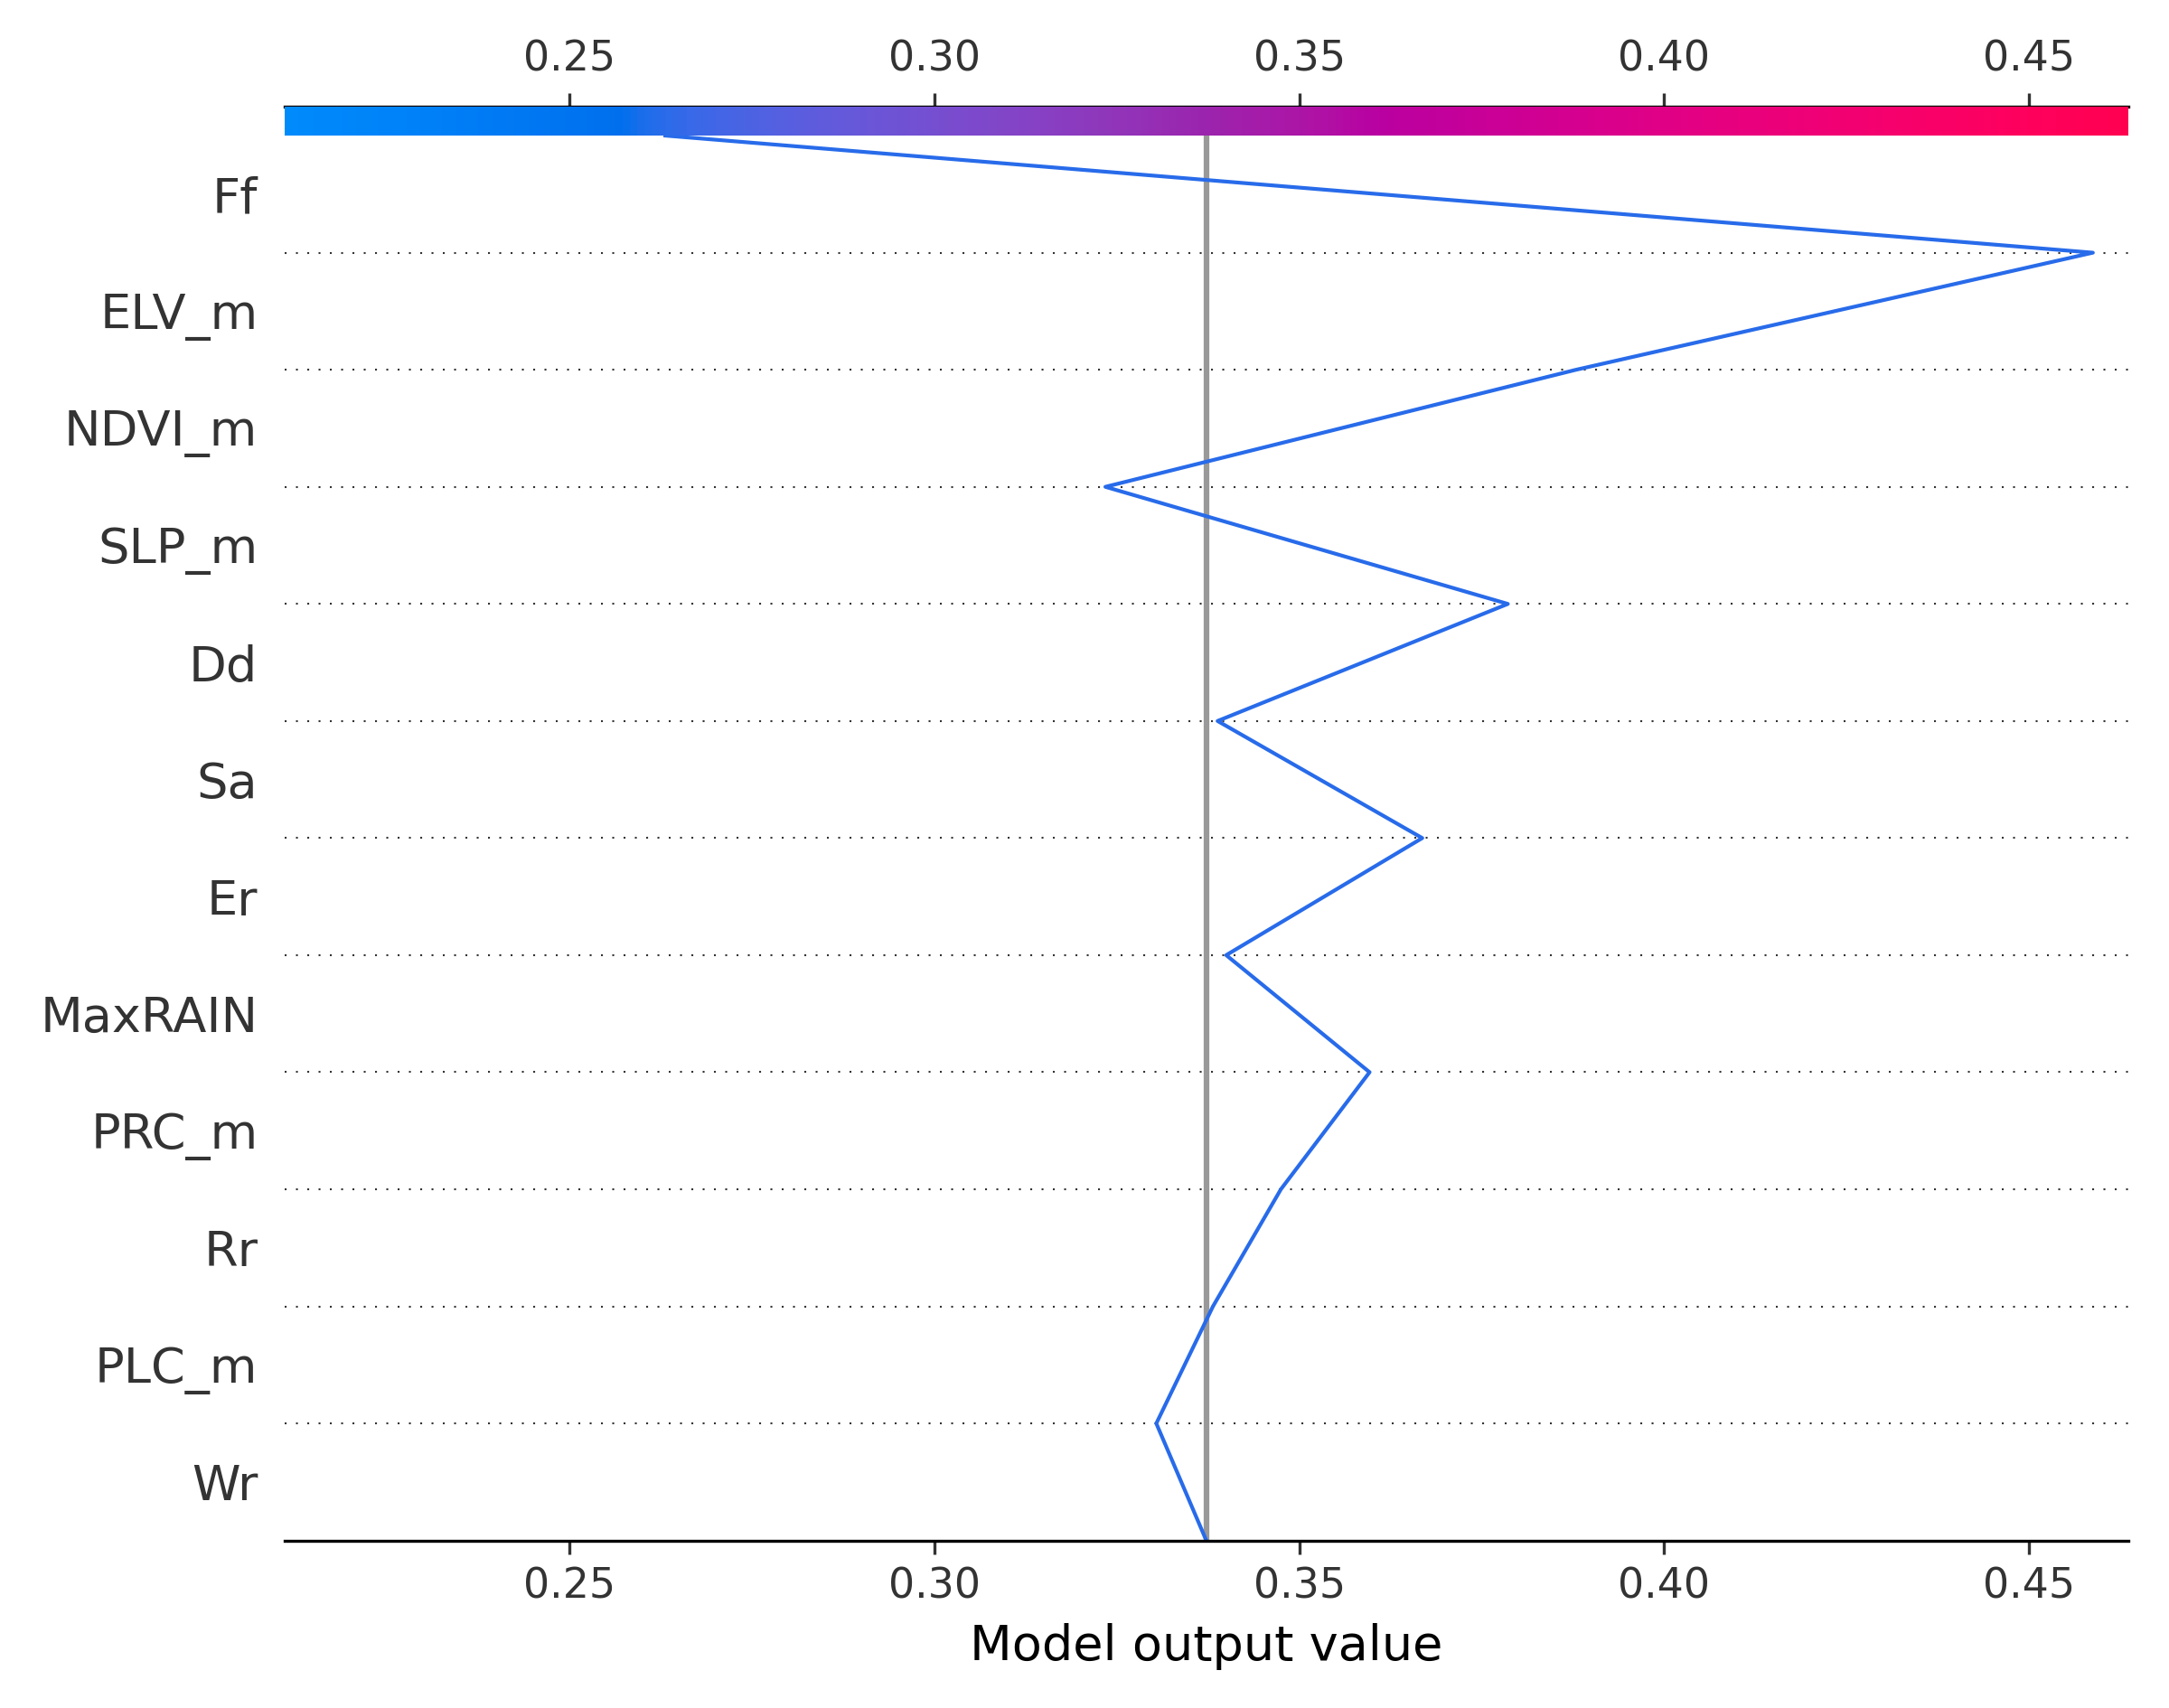 0.25 0.30 0.35 0.40 0.45
Ff
ELV_m
NDVI_m
SLP_m
Dd
Sa
Er
MaxRAIN
PRC_m
Rr
PLC_m
Wr
0.25 0.30 0.35 0.40 0.45
Model output value